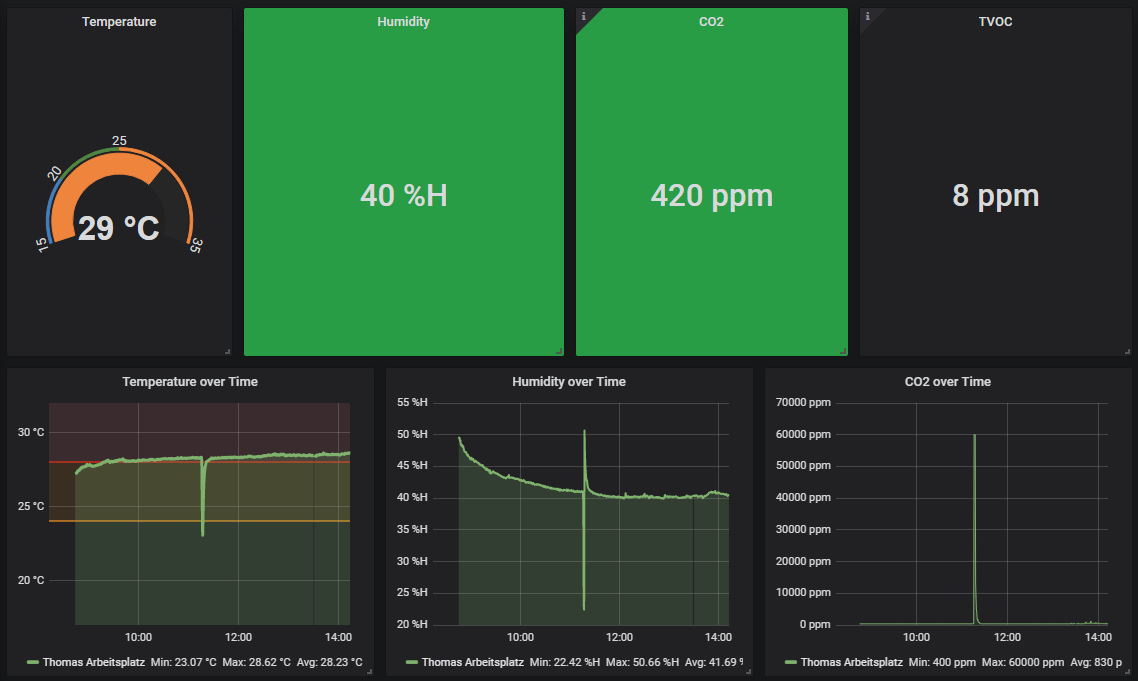 Temperature
Humidity
i
CO2
i
TVOC
15
20
25
35
29 °C
40 %H
420 ppm
8 ppm
Temperature over Time
30 °C
25 °C
20 °C
10:00 12:00 14:00
Thomas Arbeitsplatz Min: 23.07 °C Max: 28.62 °C Avg: 28.23 °C
Humidity over Time
55 %H
50 %H
45 %H
40 %H
35 %H
30 %H
25 %H
20 %H
10:00 12:00 14:00
Thomas Arbeitsplatz Min: 22.42 %H Max: 50.66 %H Avg: 41.69 %
CO2 over Time
70000 ppm
60000 ppm
50000 ppm
40000 ppm
30000 ppm
20000 ppm
10000 ppm
0 ppm
10:00 12:00 14:00
Thomas Arbeitsplatz Min: 400 ppm Max: 60000 ppm Avg: 830 p